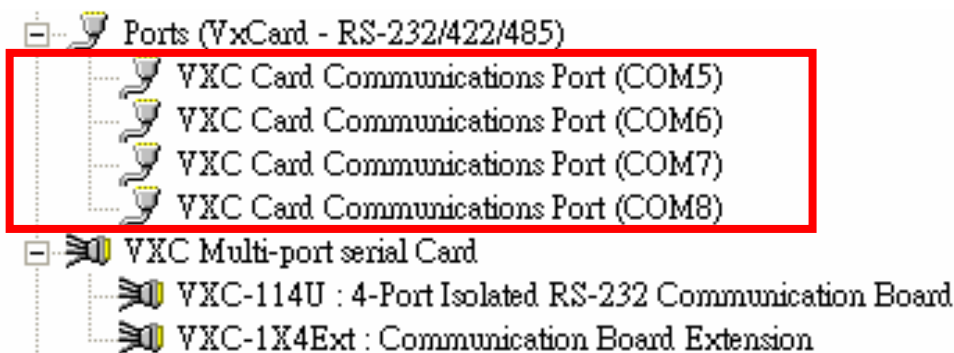 Ports (VxCard - RS-232/422/485)
VXC Card Communications Port (COM5)
VXC Card Communications Port (COM6)
VXC Card Communications Port (COM7)
VXC Card Communications Port (COM8)
VXC Multi-port serial Card
VXC-114U : 4-Port Isolated RS-232 Communication Board
VXC-1X4Ext : Communication Board Extension